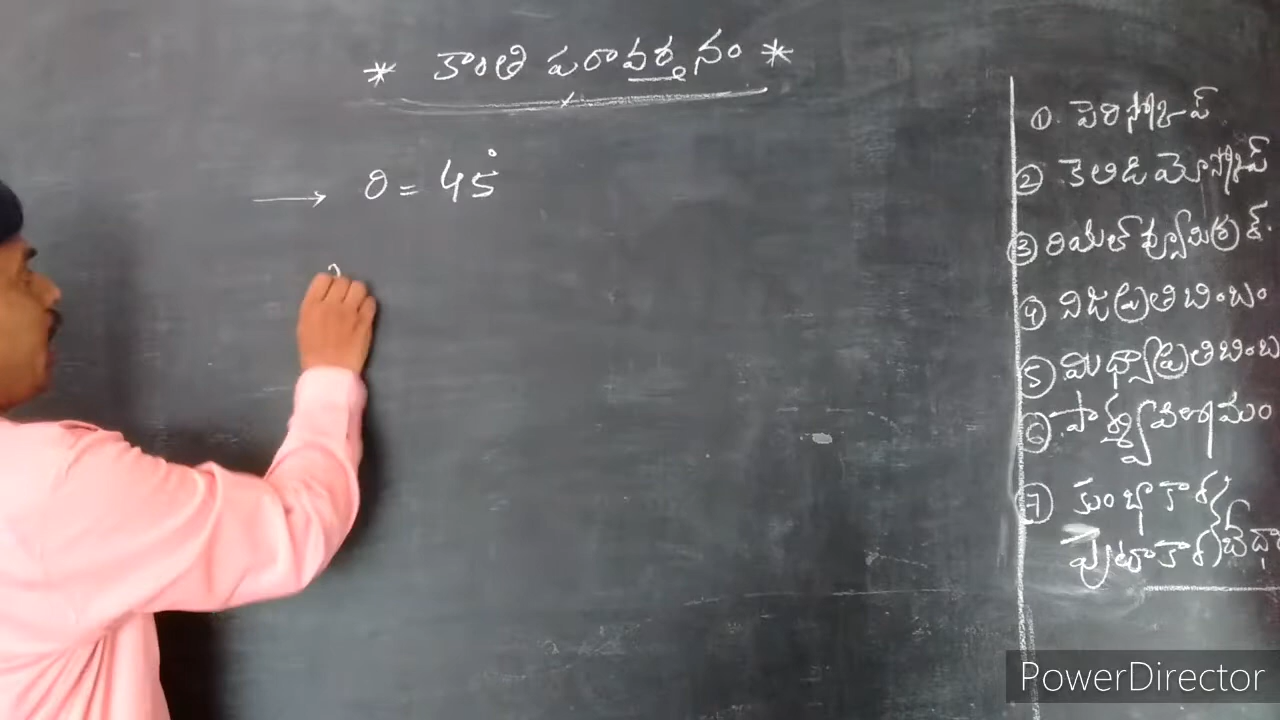 * కాంతి పరావర్తనం *
→ θ = 45°
① పెరిస్కోప్
② కెలిడిమోస్కోప్
③ రియల్ వ్యూమిర్రర్
④ నిజప్రతిబింబం
⑤ మిథ్యాప్రతిబింబ
⑥ పార్శ్వవిలోమం
⑦ కుంభాకార
పుటాకార
PowerDirector